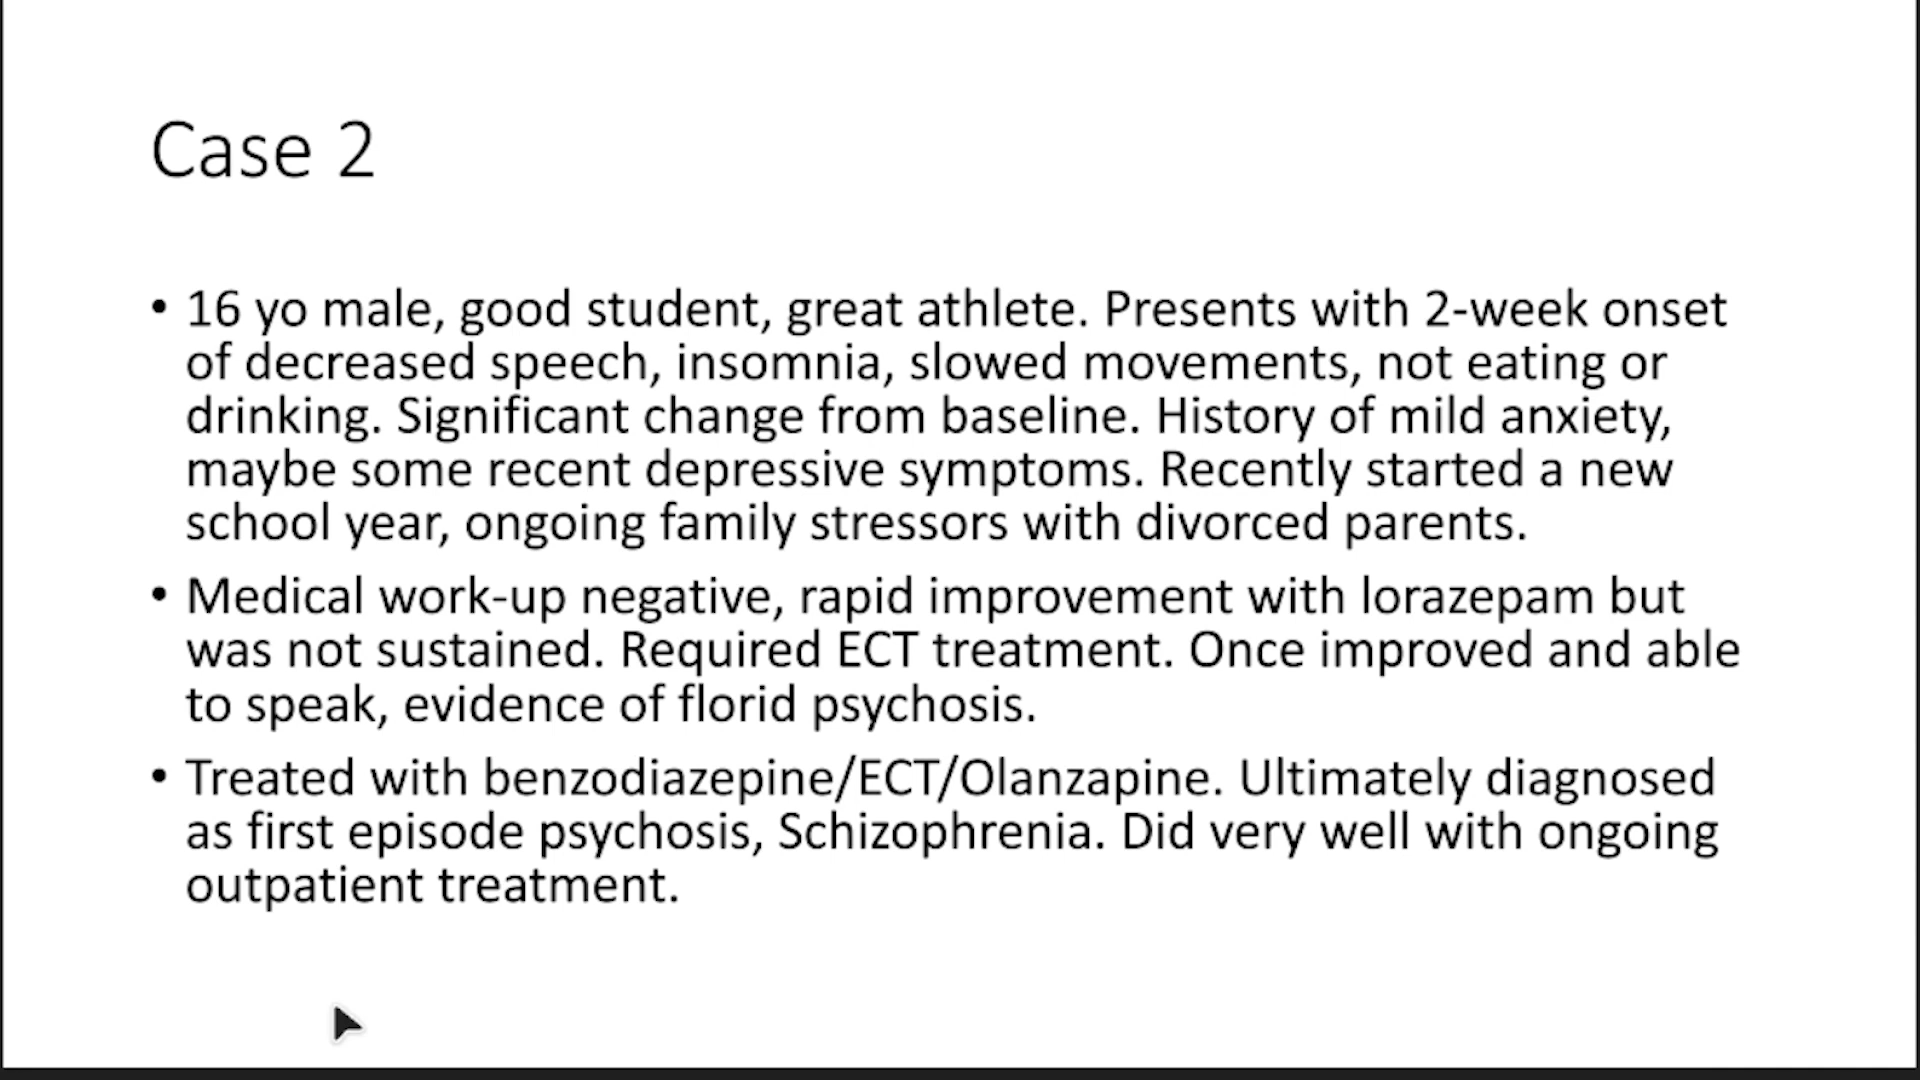 Case 2
• 16 yo male, good student, great athlete. Presents with 2-week onset
of decreased speech, insomnia, slowed movements, not eating or
drinking. Significant change from baseline. History of mild anxiety,
maybe some recent depressive symptoms. Recently started a new
school year, ongoing family stressors with divorced parents.
• Medical work-up negative, rapid improvement with lorazepam but
was not sustained. Required ECT treatment. Once improved and able
to speak, evidence of florid psychosis.
• Treated with benzodiazepine/ECT/Olanzapine. Ultimately diagnosed
as first episode psychosis, Schizophrenia. Did very well with ongoing
outpatient treatment.